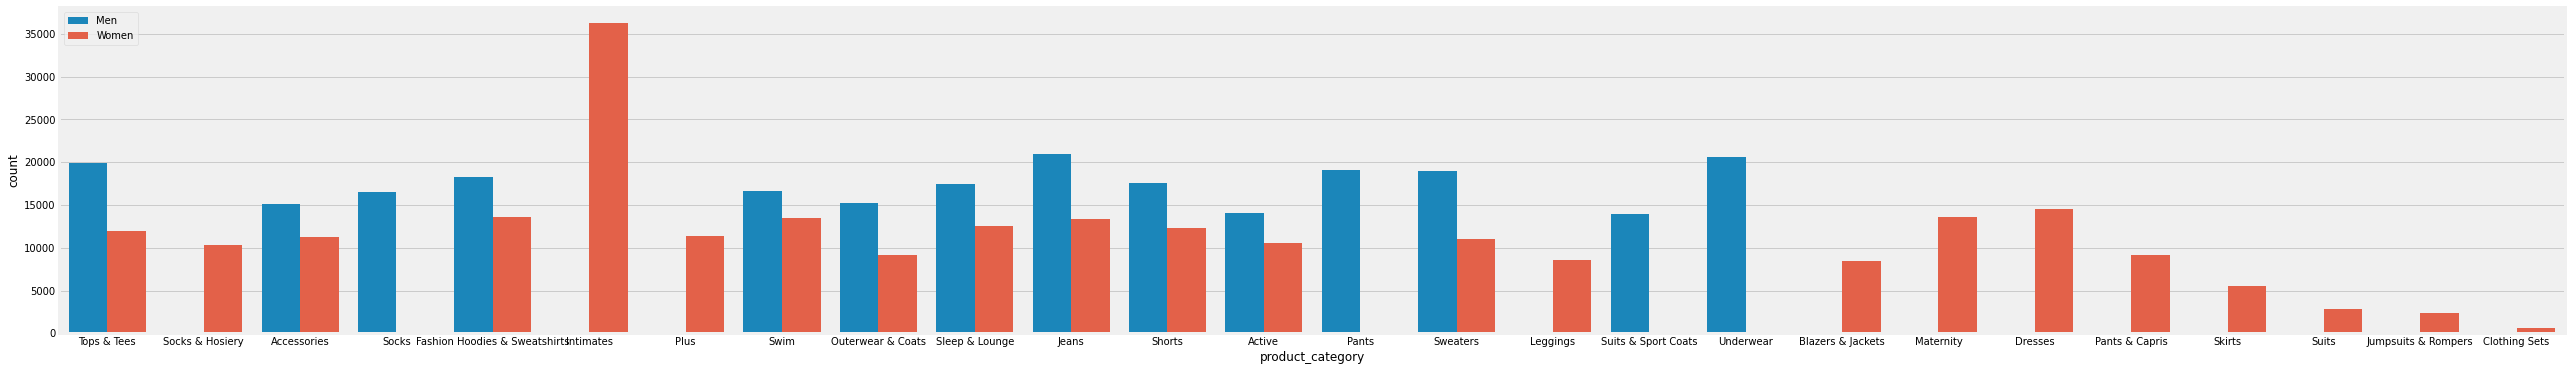 Men
Women
35000
30000
25000
20000
15000
10000
5000
0
count
Tops & Tees Socks & Hosiery Accessories Socks Fashion Hoodies & Sweatshirts Intimates Plus Swim Outerwear & Coats Sleep & Lounge Jeans Shorts Active Pants Sweaters Leggings Suits & Sport Coats Underwear Blazers & Jackets Maternity Dresses Pants & Capris Skirts Suits Jumpsuits & Rompers Clothing Sets
product_category